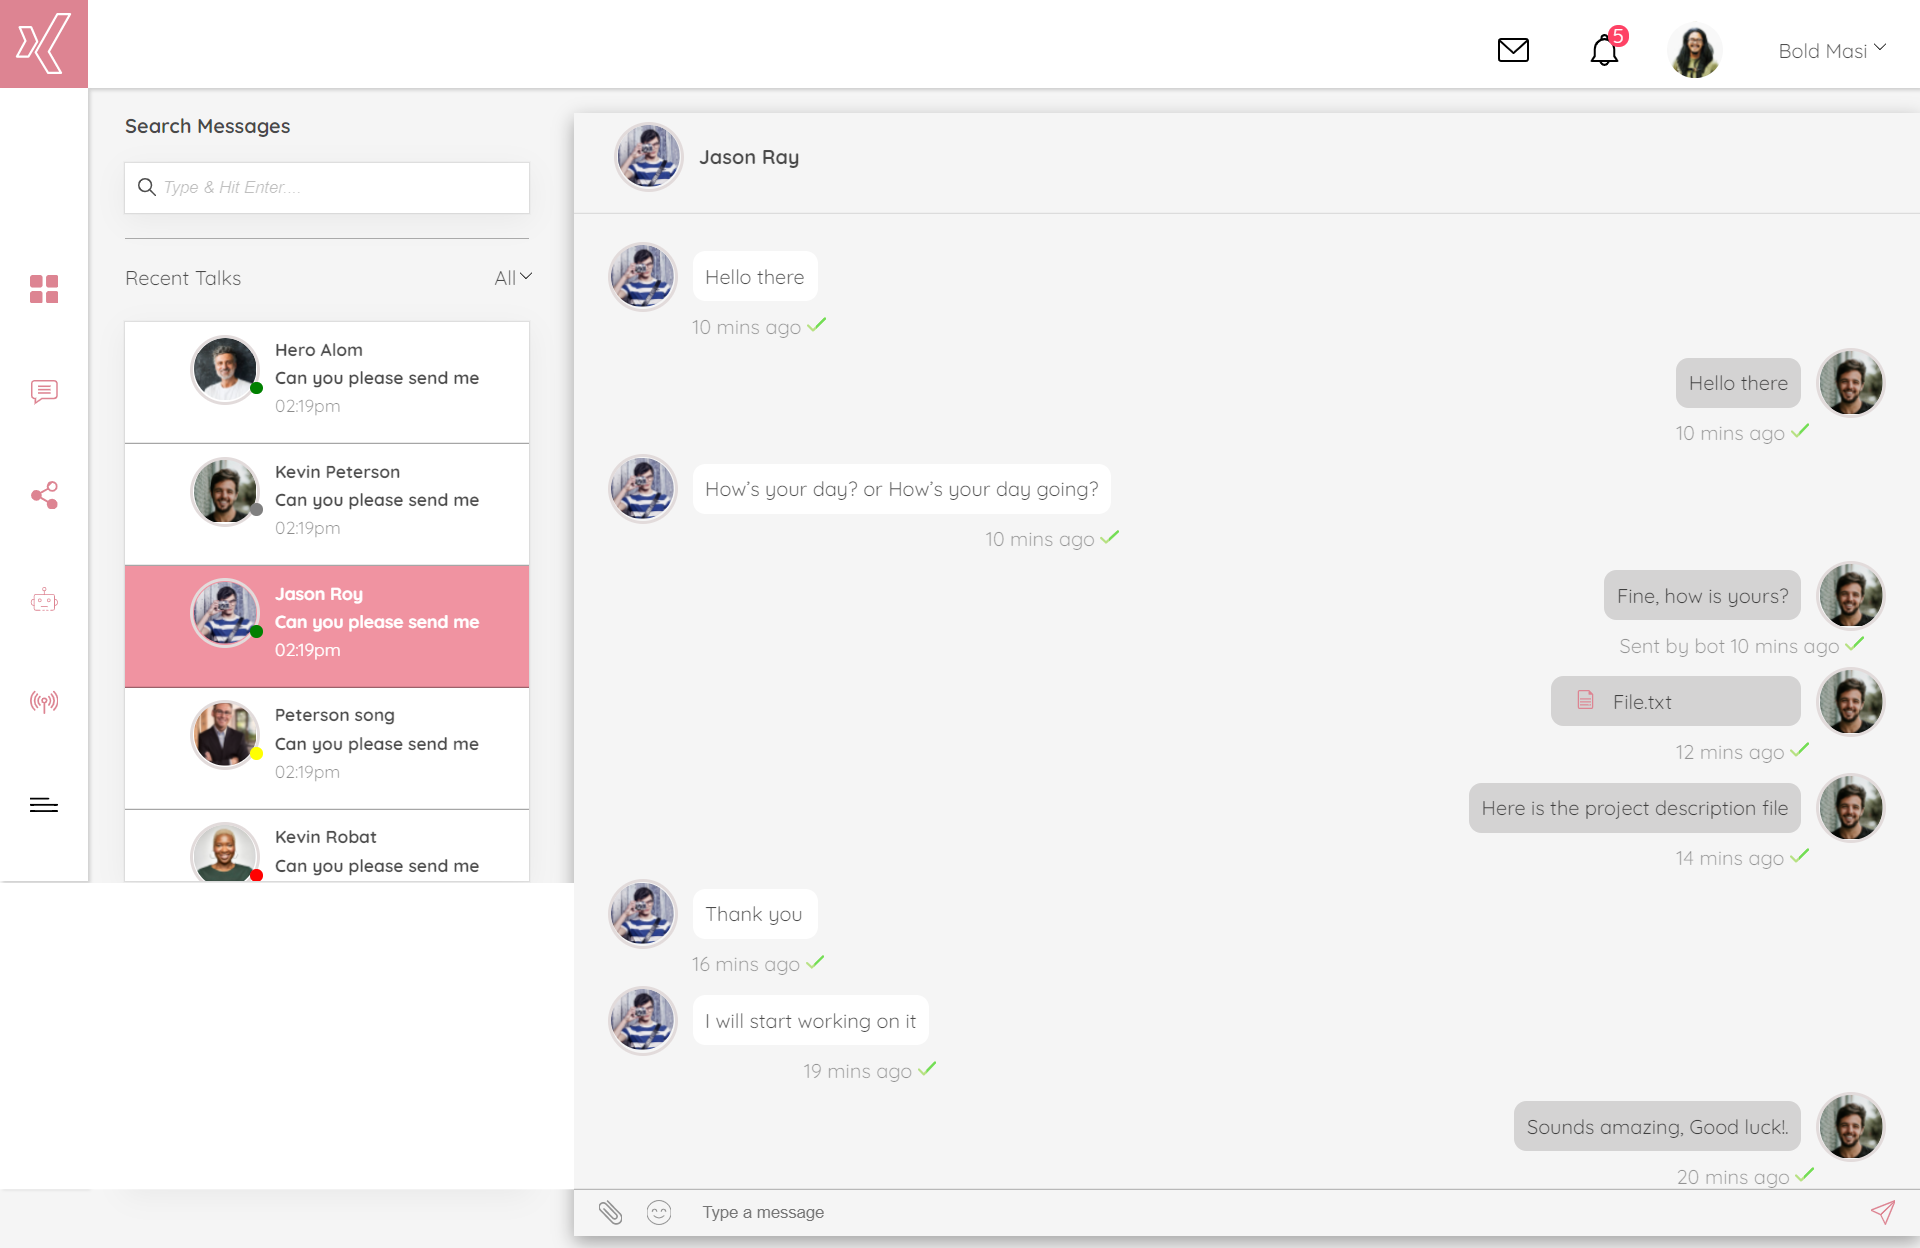 5
Bold Masi
Search Messages
Type & Hit Enter....
Recent Talks
All
Hero Alom
Can you please send me
02:19pm
Kevin Peterson
Can you please send me
02:19pm
Jason Roy
Can you please send me
02:19pm
Peterson song
Can you please send me
02:19pm
Kevin Robat
Can you please send me
Jason Ray
Hello there
10 mins ago
Hello there
10 mins ago
How's your day? or How's your day going?
10 mins ago
Fine, how is yours?
Sent by bot 10 mins ago
File.txt
12 mins ago
Here is the project description file
14 mins ago
Thank you
16 mins ago
I will start working on it
19 mins ago
Sounds amazing, Good luck!.
20 mins ago
Type a message